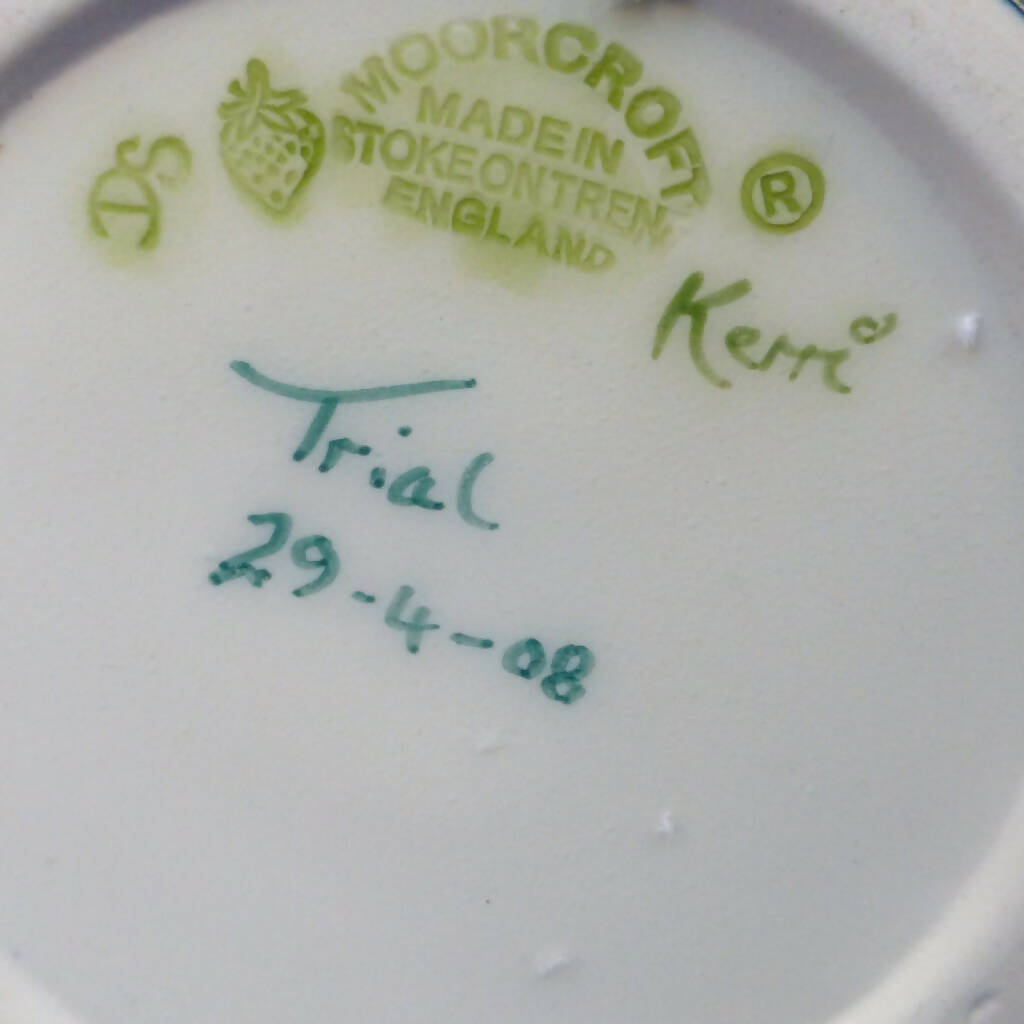 MOORCROFT
MADE IN
STOKE ON TRENT
ENGLAND
®
Kerri
Trial
29-4-08